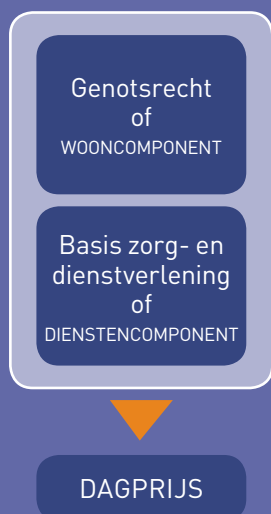 Genotsrecht
of
WOONCOMPONENT
Basis zorg- en
dienstverlening
of
DIENSTENCOMPONENT
DAGPRIJS